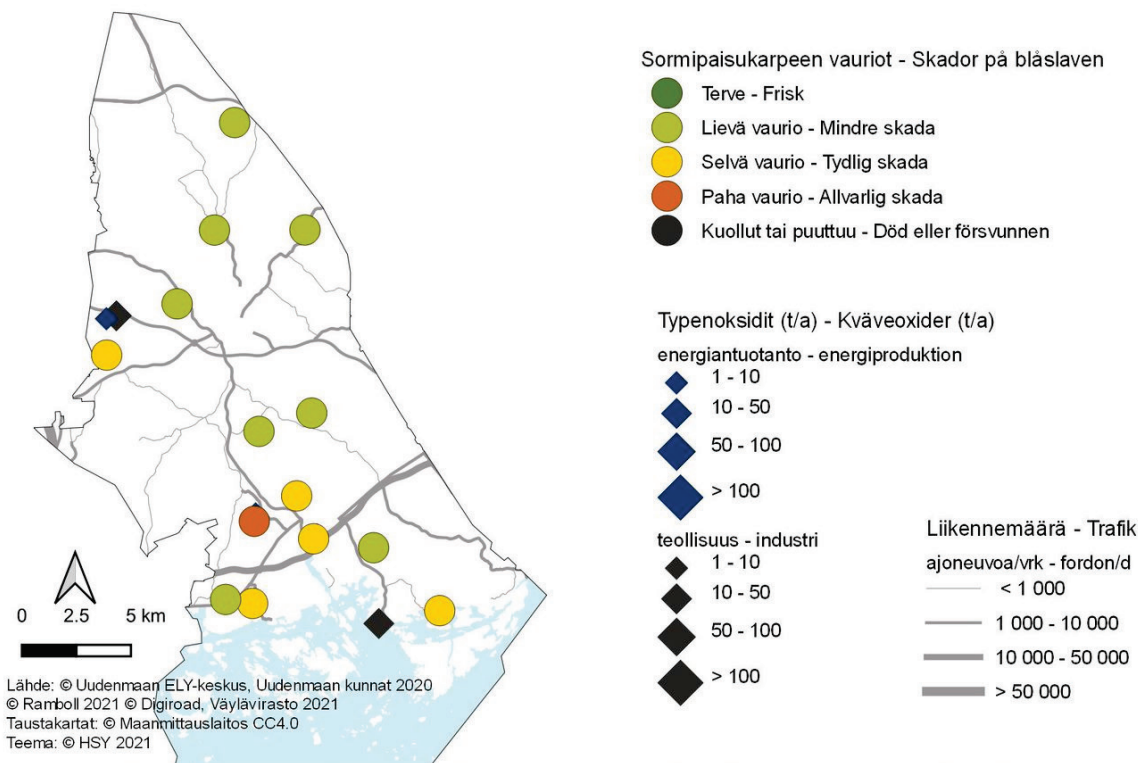 Sormipaisukarpeen vauriot - Skador på blåslaven
Terve - Frisk
Lievä vaurio - Mindre skada
Selvä vaurio - Tydlig skada
Paha vaurio - Allvarlig skada
Kuollut tai puuttuu - Död eller försvunnen
Typenoksidit (t/a) - Kväveoxider (t/a)
energiantuotanto - energiproduktion
1 - 10
10 - 50
50 - 100
> 100
teollisuus - industri
1 - 10
10 - 50
50 - 100
> 100
Liikennemäärä - Trafik
ajoneuvoa/vrk - fordon/d
< 1 000
1 000 - 10 000
10 000 - 50 000
> 50 000
0 2.5 5 km
Lähde: © Uudenmaan ELY-keskus, Uudenmaan kunnat 2020
© Ramboll 2021 © Digiroad, Väylävirasto 2021
Taustakartat: © Maanmittauslaitos CC4.0
Teema: © HSY 2021